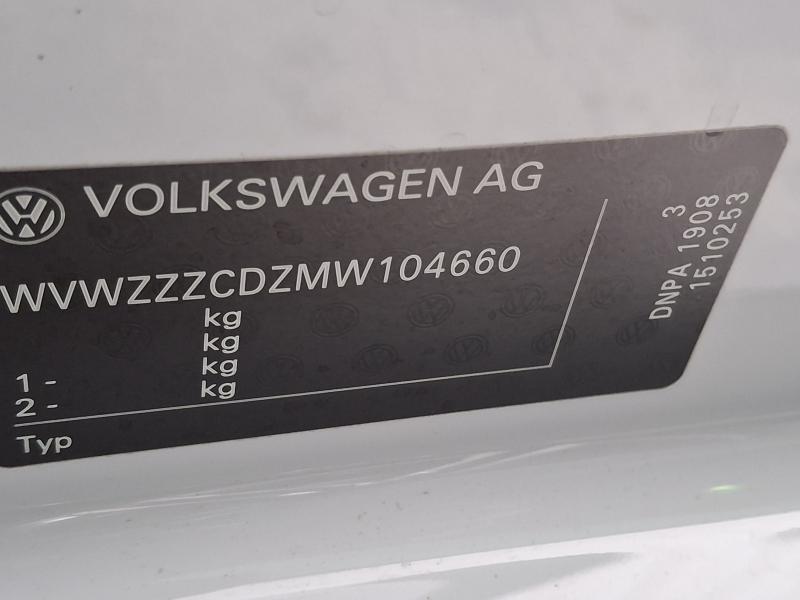 VOLKSWAGEN AG
WVWZZZCDZMW104660
kg
kg
1 - kg
2 - kg
Typ
3
DNPA 1908
1510253